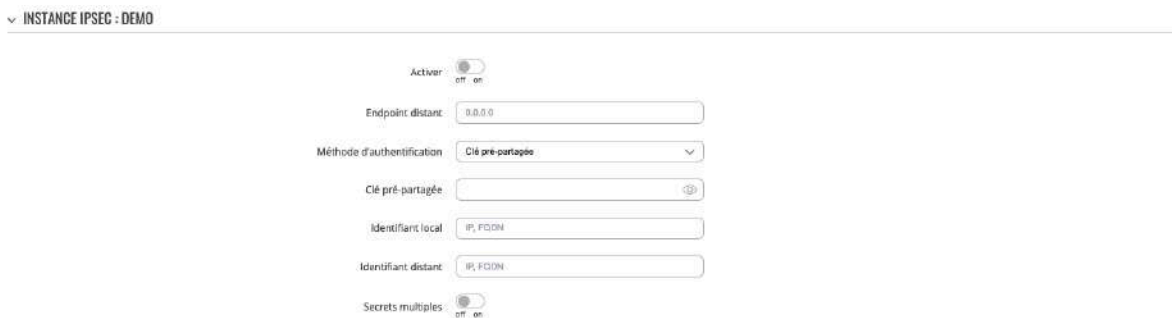 INSTANCE IPSEC : DEMO
Activer
off on
Endpoint distant 0.0.0.0
Méthode d'authentification Clé pré-partagée
Clé pré-partagée
Identifiant local IP, FQDN
Identifiant distant IP, FQDN
Secrets multiples
off on